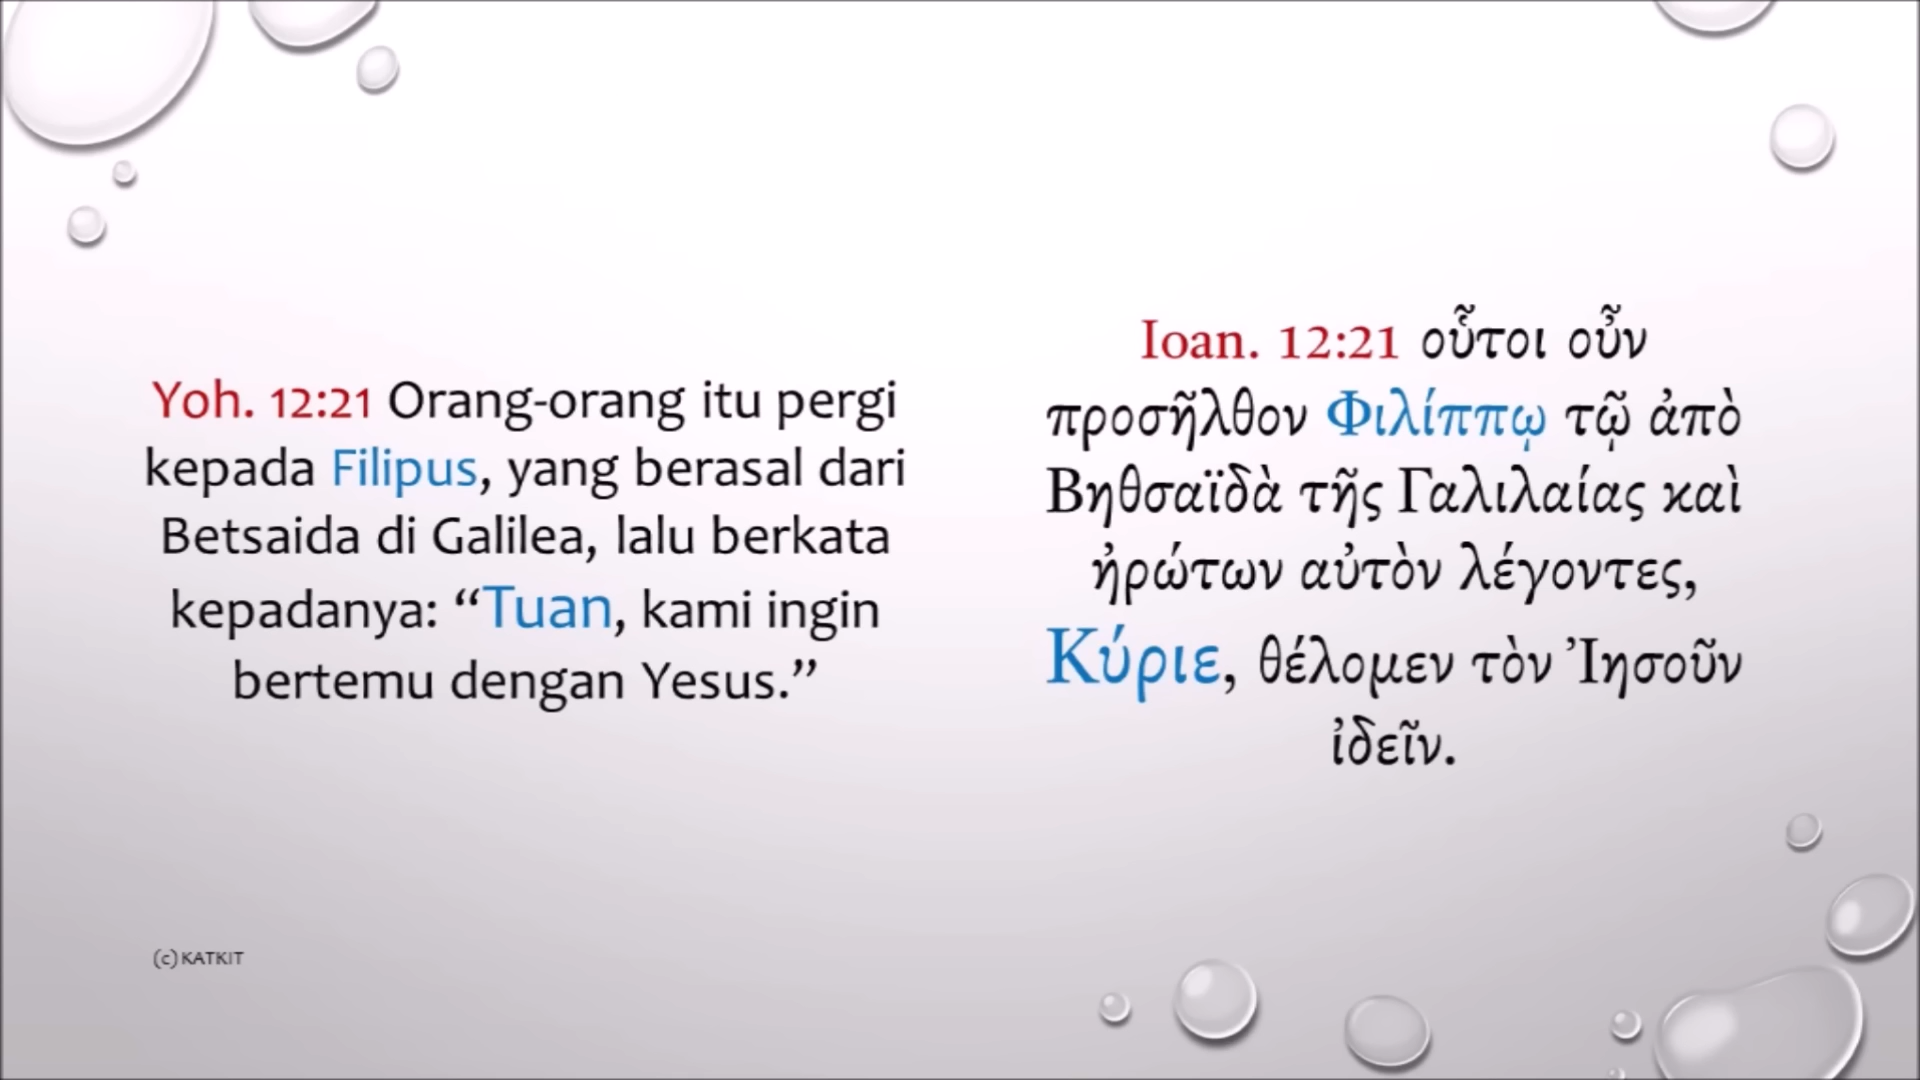 Yoh. 12:21 Orang-orang itu pergi
kepada Filipus, yang berasal dari
Betsaida di Galilea, lalu berkata
kepadanya: “Tuan, kami ingin
bertemu dengan Yesus.”
Ioan. 12:21 οὗτοι οὖν
προσῆλθον Φιλίππῳ τῷ ἀπὸ
Βηθσαϊδὰ τῆς Γαλιλαίας καὶ
ἠρώτων αὐτὸν λέγοντες,
Κύριε, θέλομεν τὸν Ἰησοῦν
ἰδεῖν.
(c) KATKIT